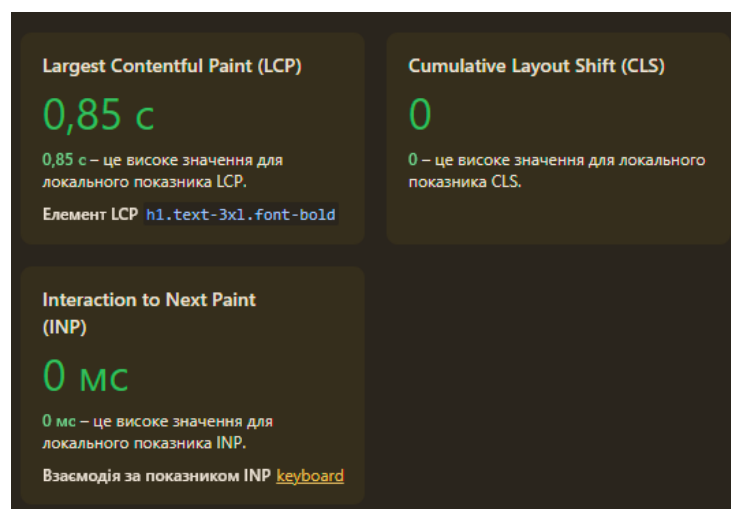 Largest Contentful Paint (LCP)
0,85 с
0,85 с – це високе значення для
локального показника LCP.
Елемент LCP h1.text-3xl.font-bold
Cumulative Layout Shift (CLS)
0
0 – це високе значення для локального
показника CLS.
Interaction to Next Paint
(INP)
0 мс
0 мс – це високе значення для
локального показника INP.
Взаємодія за показником INP keyboard